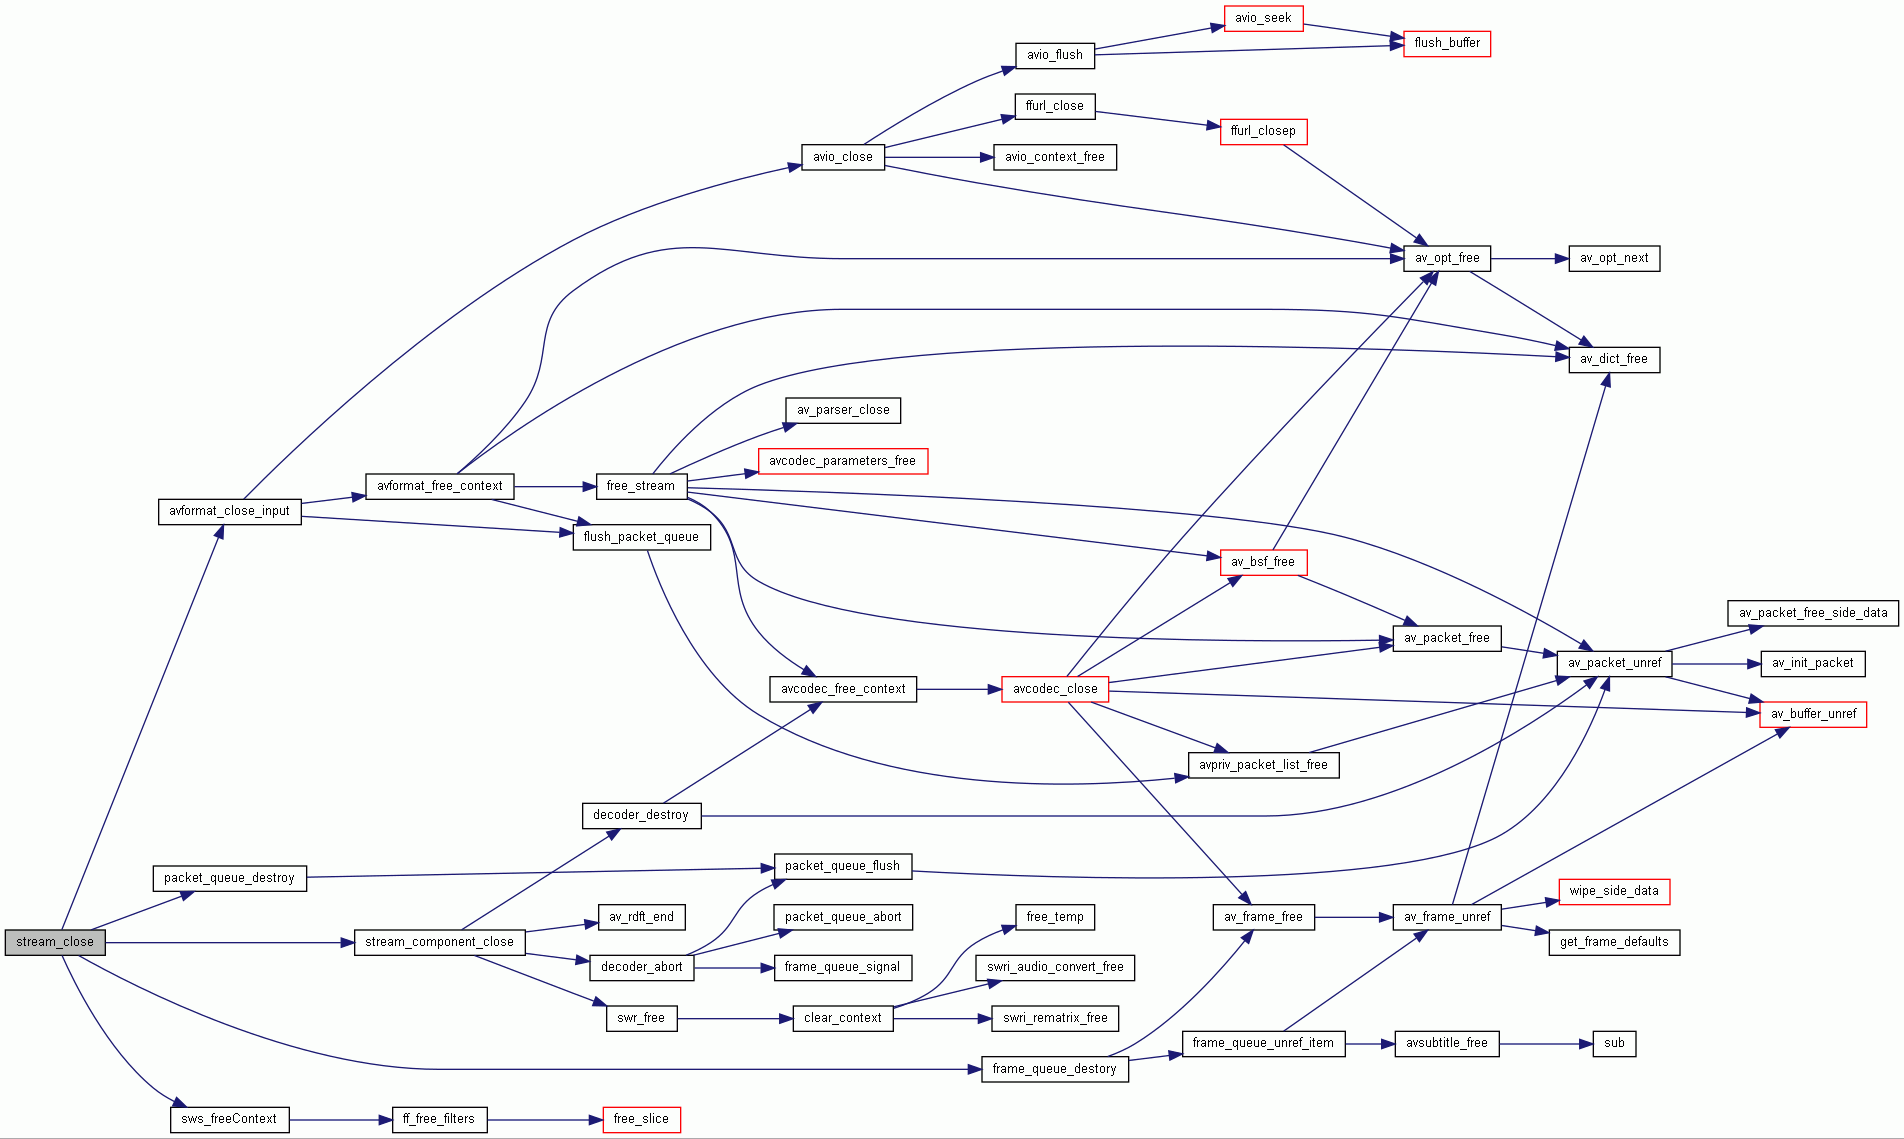 avio_seek
flush_buffer
avio_flush
ffurl_close
ffurl_closep
avio_close
avio_context_free
av_opt_free
av_opt_next
av_dict_free
av_parser_close
avcodec_parameters_free
avformat_free_context
free_stream
avformat_close_input
flush_packet_queue
av_bsf_free
av_packet_free_side_data
av_packet_free
av_packet_unref
av_init_packet
avcodec_free_context
avcodec_close
av_buffer_unref
avpriv_packet_list_free
decoder_destroy
packet_queue_flush
packet_queue_destroy
wipe_side_data
av_rdft_end
packet_queue_abort
free_temp
av_frame_free
av_frame_unref
stream_close
stream_component_close
get_frame_defaults
decoder_abort
frame_queue_signal
swri_audio_convert_free
swr_free
clear_context
swri_rematrix_free
frame_queue_unref_item
avsubtitle_free
sub
frame_queue_destory
sws_freeContext
ff_free_filters
free_slice